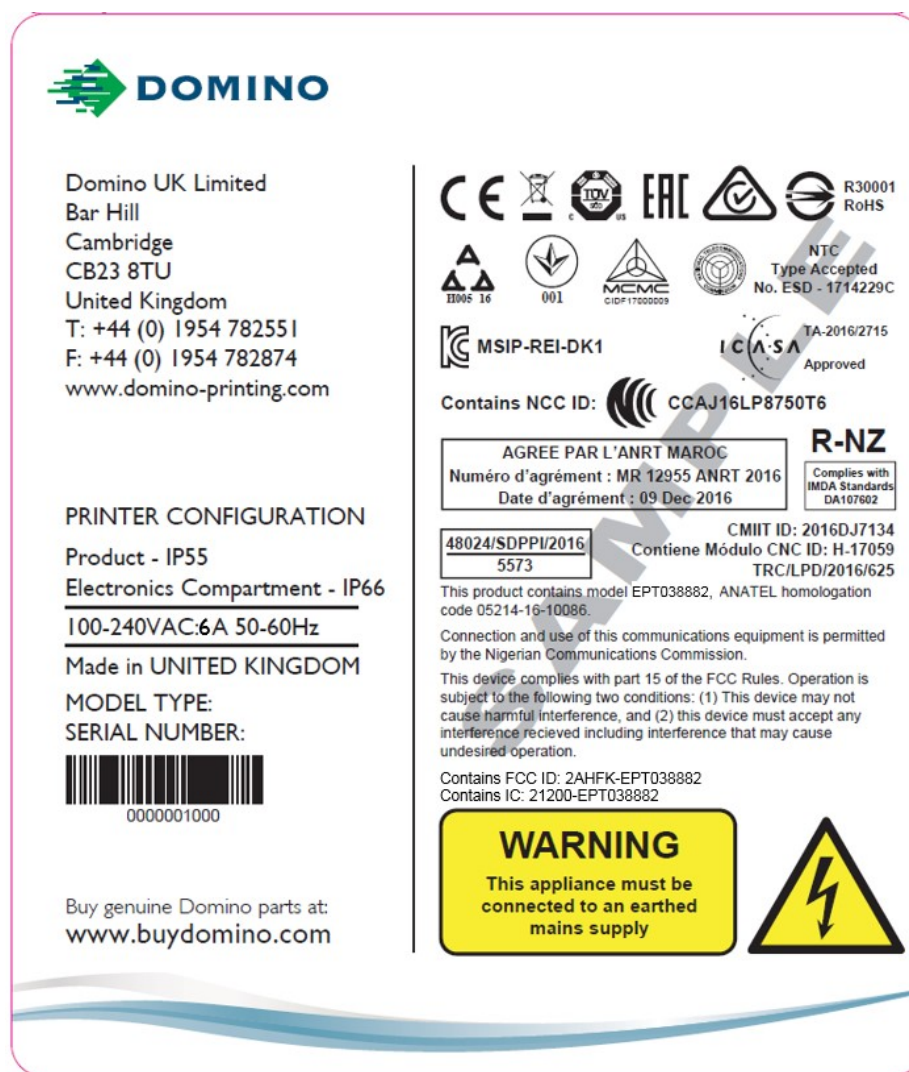 DOMINO
Domino UK Limited
Bar Hill
Cambridge
CB23 8TU
United Kingdom
T: +44 (0) 1954 782551
F: +44 (0) 1954 782874
www.domino-printing.com
PRINTER CONFIGURATION
Product - IP55
Electronics Compartment - IP66
100-240VAC:6A 50-60Hz
Made in UNITED KINGDOM
MODEL TYPE:
SERIAL NUMBER:
0000001000
Buy genuine Domino parts at:
www.buydomino.com
CE
TÜV
SÜD
C US
EAC
R30001
RoHS
H005 16
001
MCMC
CIDF17000009
NTC
Type Accepted
No. ESD - 1714229C
MSIP-REI-DK1
ICASA
TA-2016/2715
Approved
Contains NCC ID:
CCAJ16LP8750T6
AGREE PAR L'ANRT MAROC
Numéro d'agrément : MR 12955 ANRT 2016
Date d'agrément : 09 Dec 2016
R-NZ
Complies with
IMDA Standards
DA107602
48024/SDPPI/2016
5573
CMIIT ID: 2016DJ7134
Contiene Módulo CNC ID: H-17059
TRC/LPD/2016/625
This product contains model EPT038882, ANATEL homologation
code 05214-16-10086.
Connection and use of this communications equipment is permitted
by the Nigerian Communications Commission.
This device complies with part 15 of the FCC Rules. Operation is
subject to the following two conditions: (1) This device may not
cause harmful interference, and (2) this device must accept any
interference recieved including interference that may cause
undesired operation.
Contains FCC ID: 2AHFK-EPT038882
Contains IC: 21200-EPT038882
WARNING
This appliance must be
connected to an earthed
mains supply
SAMPLE